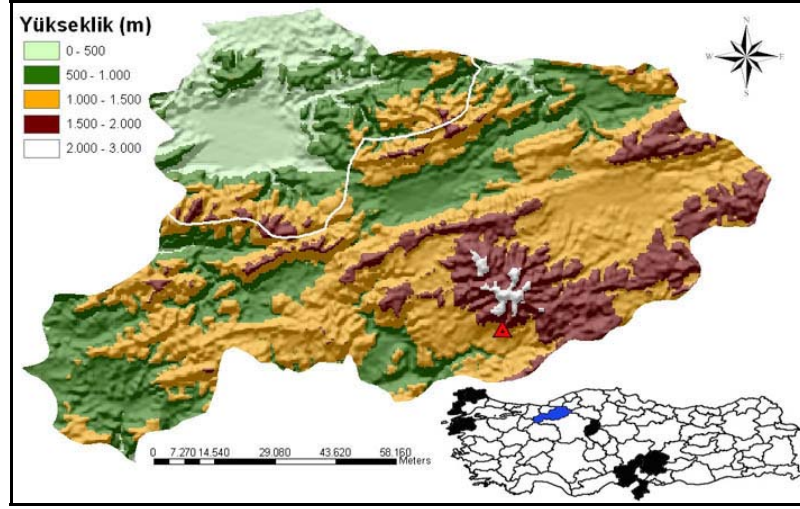 Yükseklik (m)
0 - 500
500 - 1.000
1.000 - 1.500
1.500 - 2.000
2.000 - 3.000
N
W
E
S
0 7.270 14.540 29.080 43.620 58.160
Meters